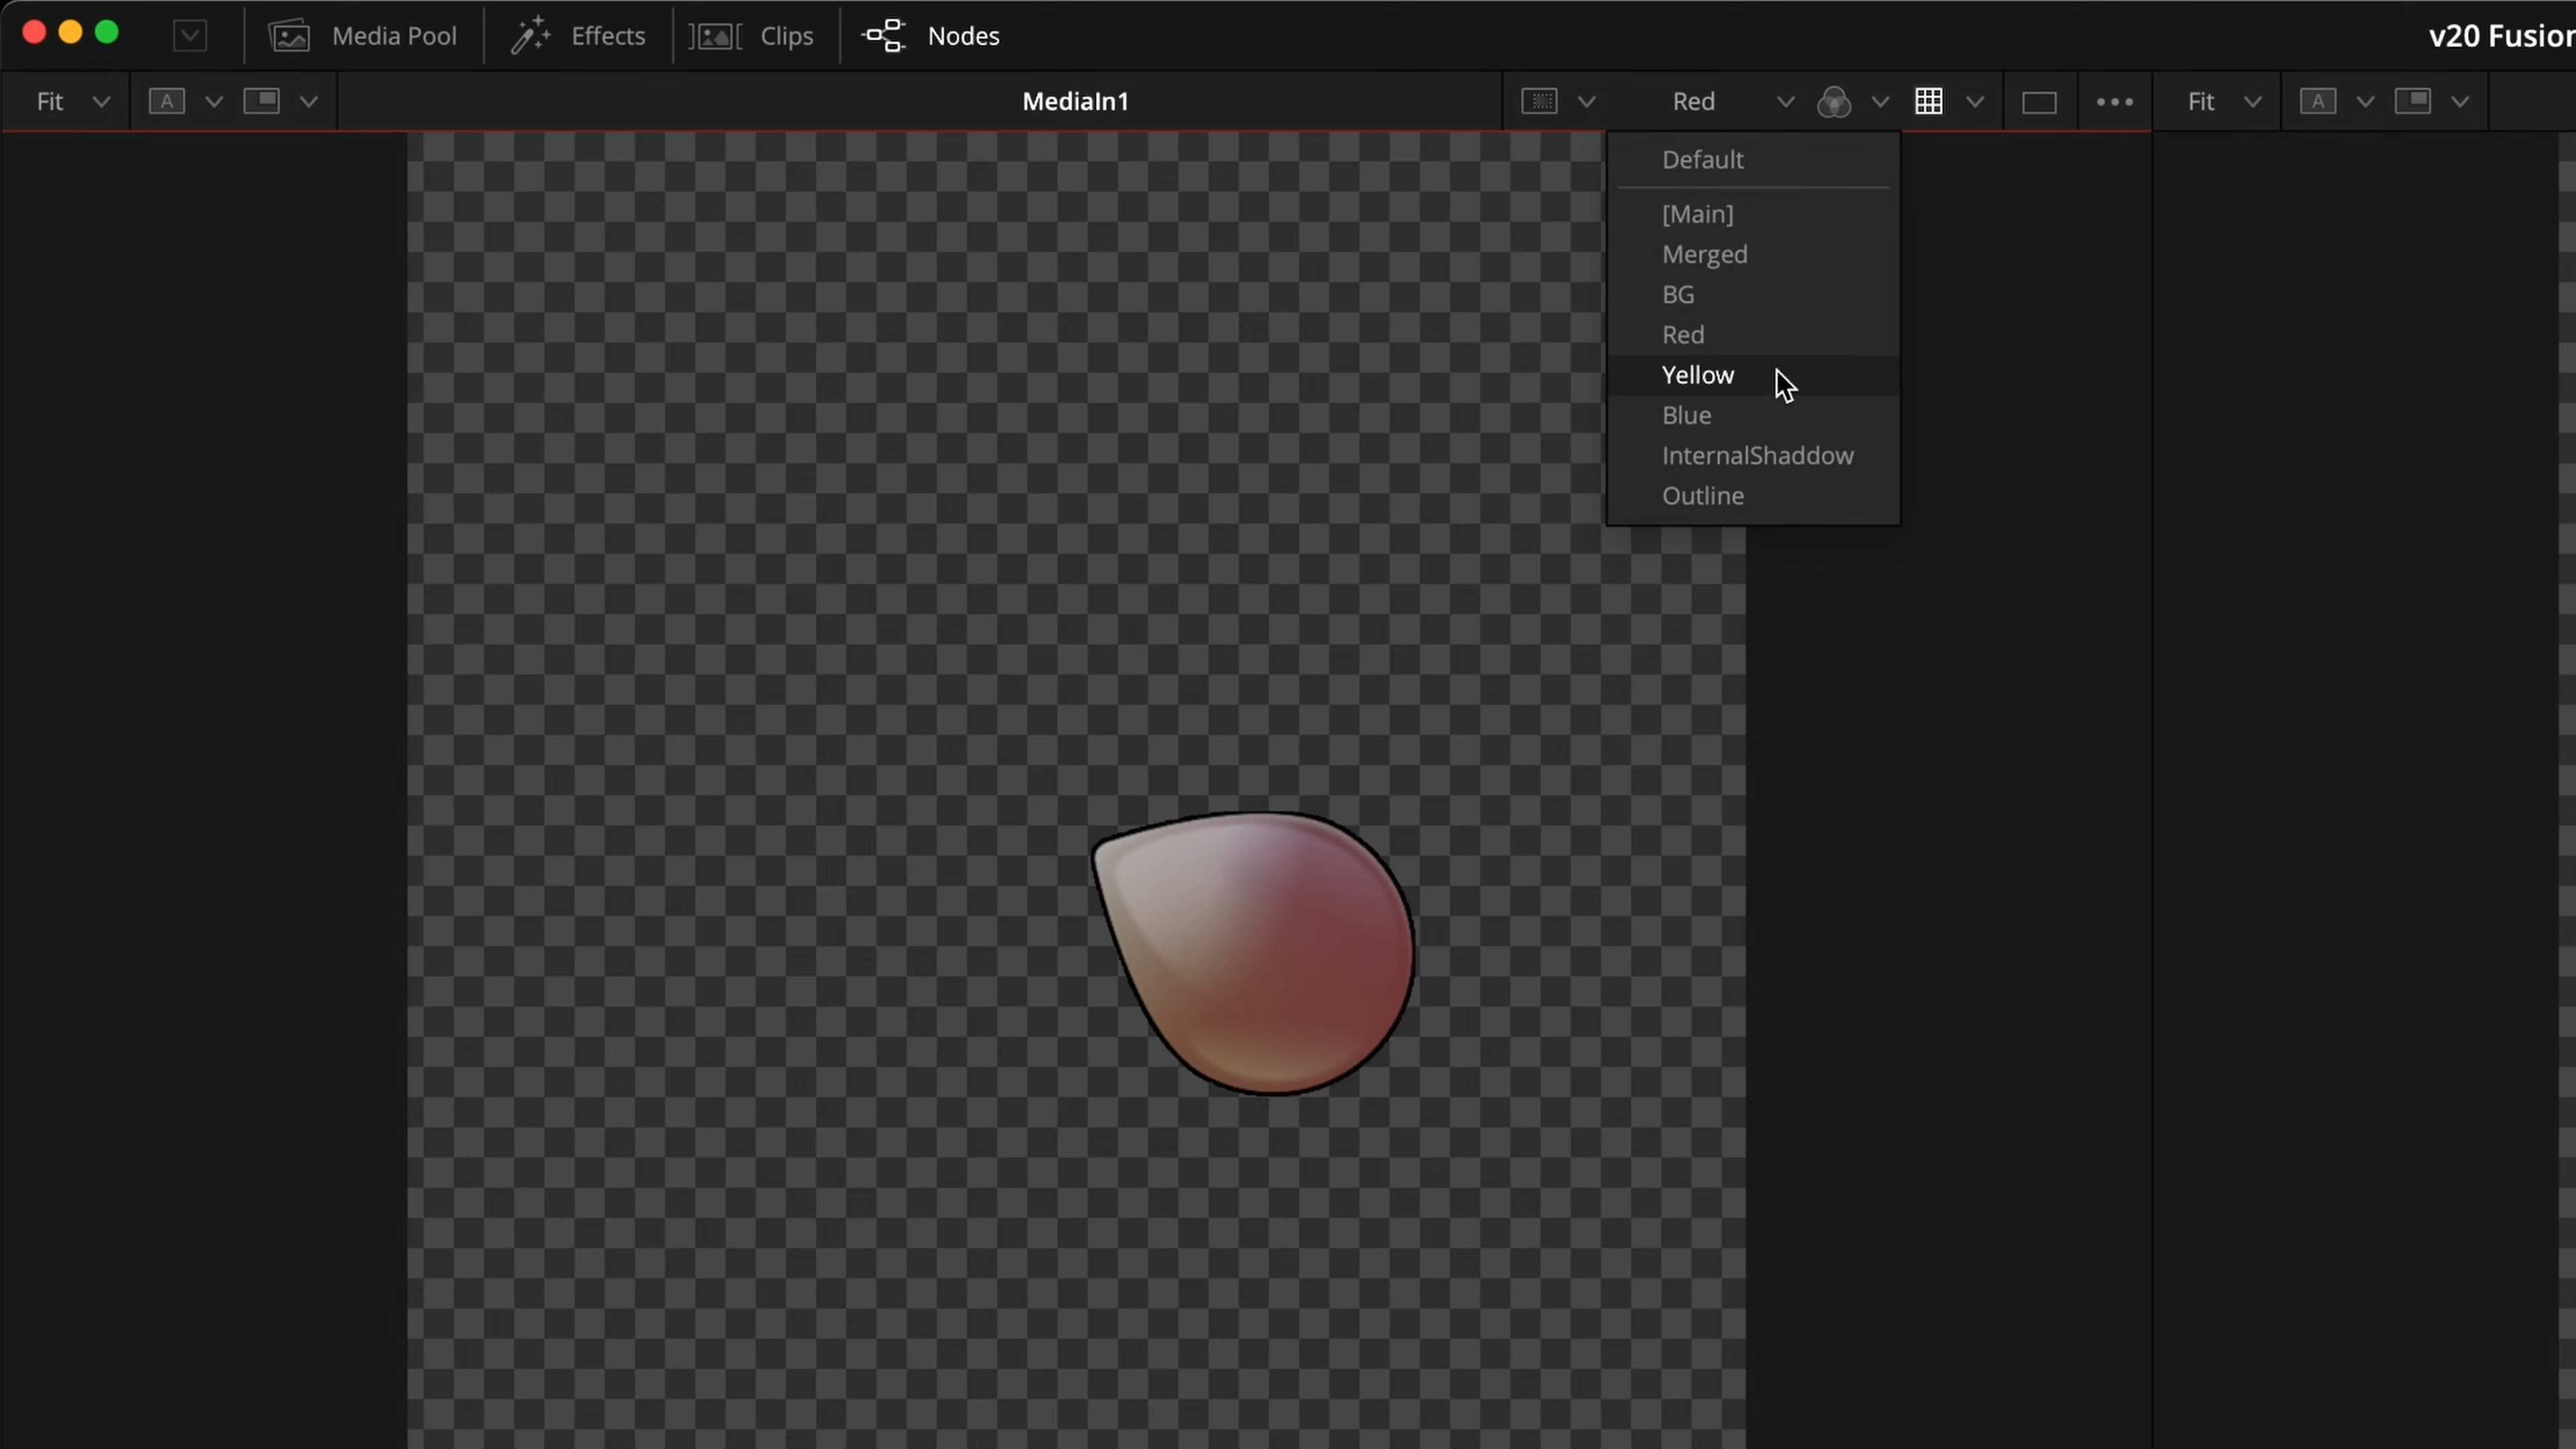 Media Pool Effects Clips Nodes v20 Fusion
Fit A MediaIn1 Red Fit A
Default
[Main]
Merged
BG
Red
Yellow
Blue
InternalShaddow
Outline